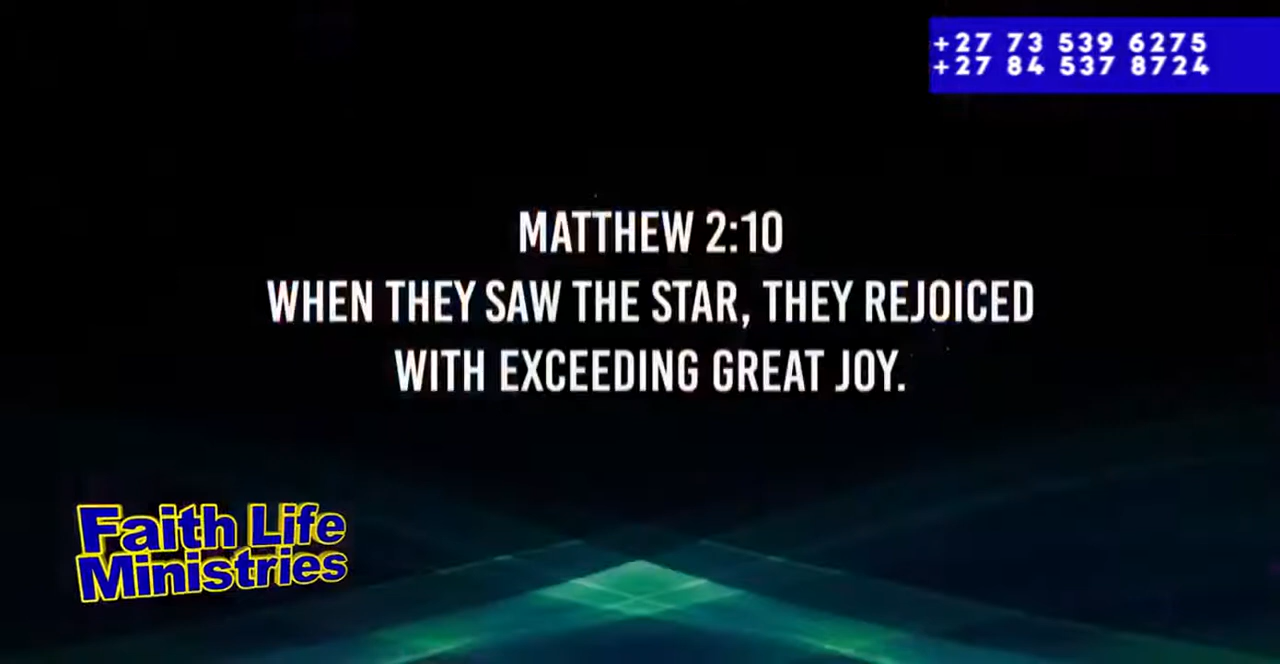 +27 73 539 6275
+27 84 537 8724
MATTHEW 2:10
WHEN THEY SAW THE STAR, THEY REJOICED
WITH EXCEEDING GREAT JOY.
Faith Life
Ministries